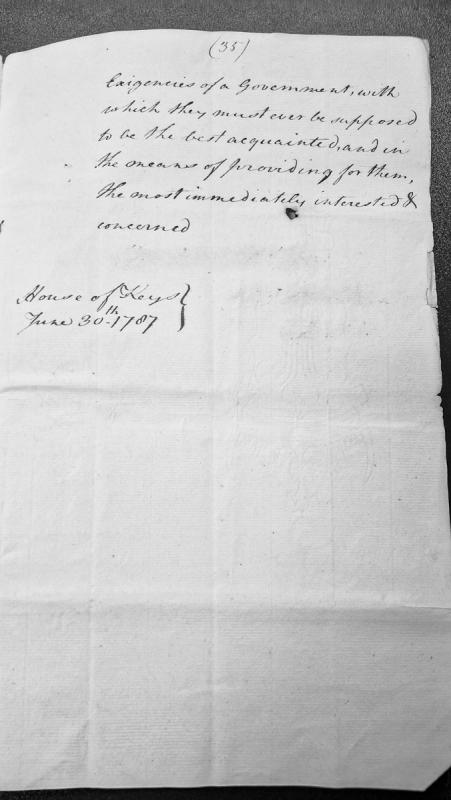 (35)
Exigencies of a Government, with
which they must ever be supposed
to be the best acquainted, and in
the means of providing for them,
the most immediately interested &
concerned
House of Keys
June 30th 1787